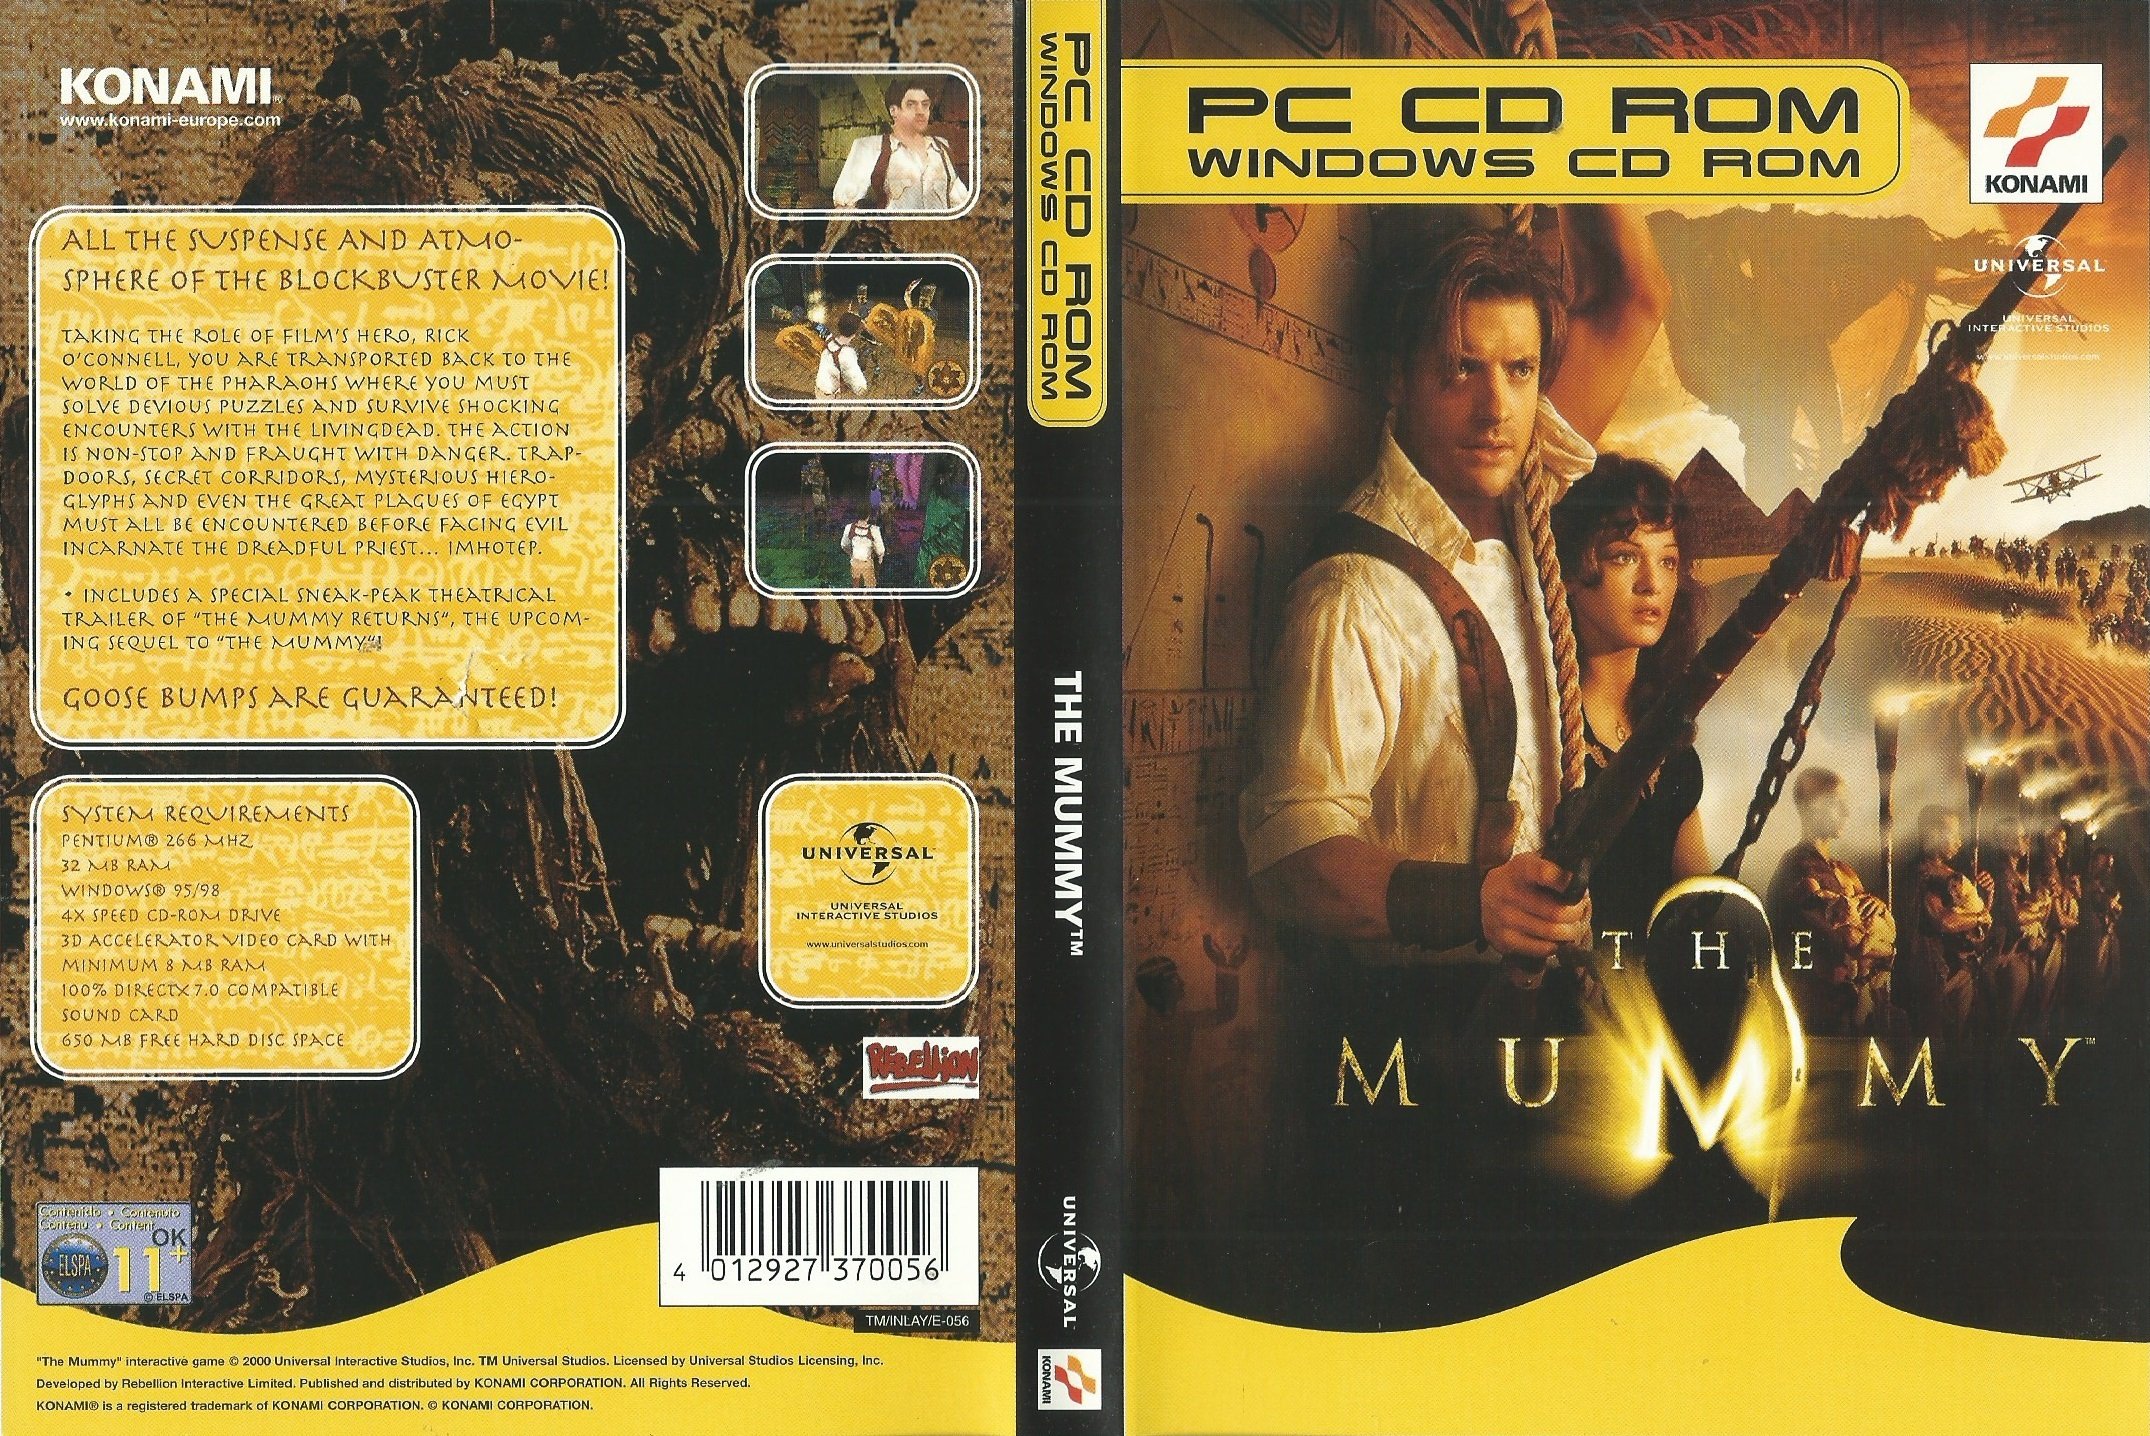 KONAMI
www.konami-europe.com
ALL THE SUSPENSE AND ATMO-
SPHERE OF THE BLOCKBUSTER MOVIE!
TAKING THE ROLE OF FILM'S HERO, RICK
O'CONNELL, YOU ARE TRANSPORTED BACK TO THE
WORLD OF THE PHARAOHS WHERE YOU MUST
SOLVE DEVIOUS PUZZLES AND SURVIVE SHOCKING
ENCOUNTERS WITH THE LIVINGDEAD. THE ACTION
IS NON-STOP AND FRAUGHT WITH DANGER. TRAP-
DOORS, SECRET CORRIDORS, MYSTERIOUS HIERO-
GLYPHS AND EVEN THE GREAT PLAGUES OF EGYPT
MUST ALL BE ENCOUNTERED BEFORE FACING EVIL
INCARNATE THE DREADFUL PRIEST... IMHOTEP.
• INCLUDES A SPECIAL SNEAK-PEAK THEATRICAL
TRAILER OF "THE MUMMY RETURNS", THE UPCOM-
ING SEQUEL TO "THE MUMMY"!
GOOSE BUMPS ARE GUARANTEED!
SYSTEM REQUIREMENTS
PENTIUM® 266 MHZ
32 MB RAM
WINDOWS® 95/98
4X SPEED CD-ROM DRIVE
3D ACCELERATOR VIDEO CARD WITH
MINIMUM 8 MB RAM
100% DIRECTX 7.0 COMPATIBLE
SOUND CARD
650 MB FREE HARD DISC SPACE
UNIVERSAL
UNIVERSAL
INTERACTIVE STUDIOS
www.universalstudios.com
REBELLION
Contenido • Contenuto
Contenu • Content
OK
ELSPA
11+
© ELSPA
4 012927 370056
TM/INLAY/E-056
"The Mummy" interactive game © 2000 Universal Interactive Studios, Inc. TM Universal Studios. Licensed by Universal Studios Licensing, Inc.
Developed by Rebellion Interactive Limited. Published and distributed by KONAMI CORPORATION. All Rights Reserved.
KONAMI® is a registered trademark of KONAMI CORPORATION. © KONAMI CORPORATION.
PC CD ROM
WINDOWS CD ROM
THE MUMMY™
UNIVERSAL
KONAMI
PC CD ROM
WINDOWS CD ROM
KONAMI
UNIVERSAL
UNIVERSAL
INTERACTIVE STUDIOS
www.universalstudios.com
THE
MUMMY™